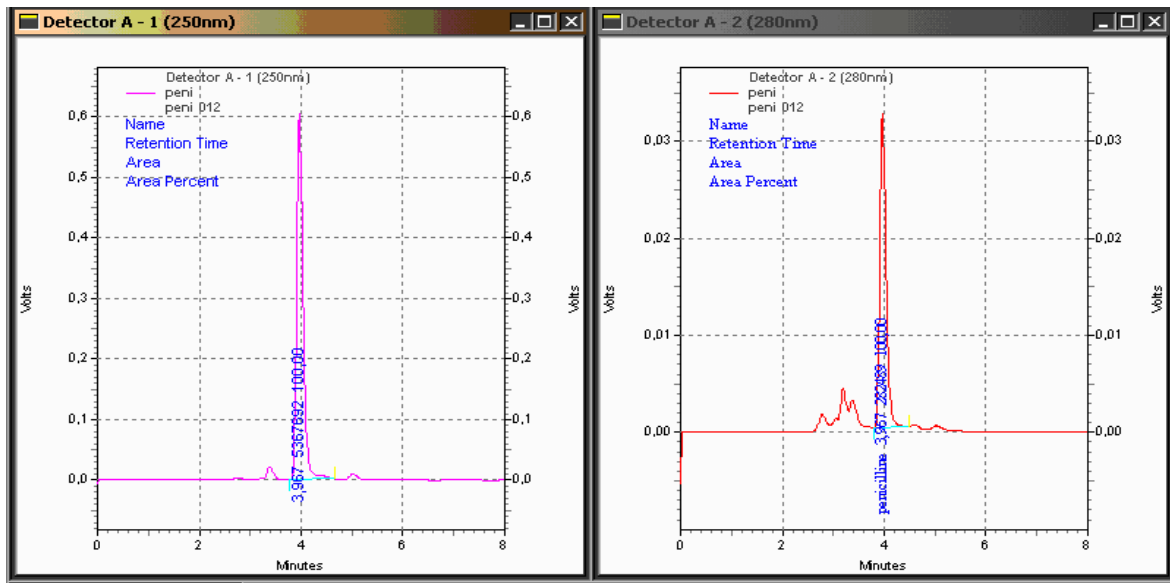 Detector A - 1 (250nm)
Detector A - 1 (250nm)
peni
peni 012
Name
Retention Time
Area
Area Percent
0,6
0,5
0,4
0,3
0,2
0,1
0,0
0,6
0,5
0,4
0,3
0,2
0,1
0,0
Volts
Volts
3,967 5367892 100,00
0
2
4
6
8
Minutes
Detector A - 2 (280nm)
Detector A - 2 (280nm)
peni
peni 012
Name
Retention Time
Area
Area Percent
0,03
0,02
0,01
0,00
0,03
0,02
0,01
0,00
Volts
Volts
penicilline 3,967 282489 100,00
0
2
4
6
8
Minutes